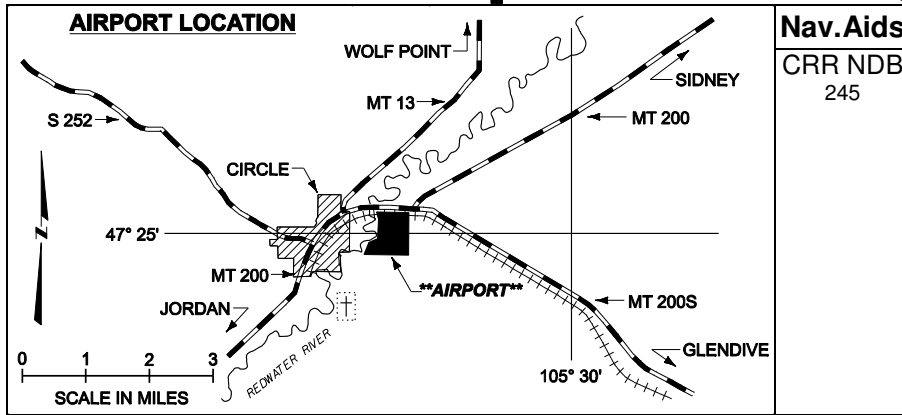 AIRPORT LOCATION
WOLF POINT
SIDNEY
MT 13
S 252
MT 200
CIRCLE
47° 25'
MT 200
**AIRPORT**
JORDAN
MT 200S
REDWATER RIVER
GLENDIVE
105° 30'
0 1 2 3
SCALE IN MILES
N
Nav.Aids
CRR NDB
245